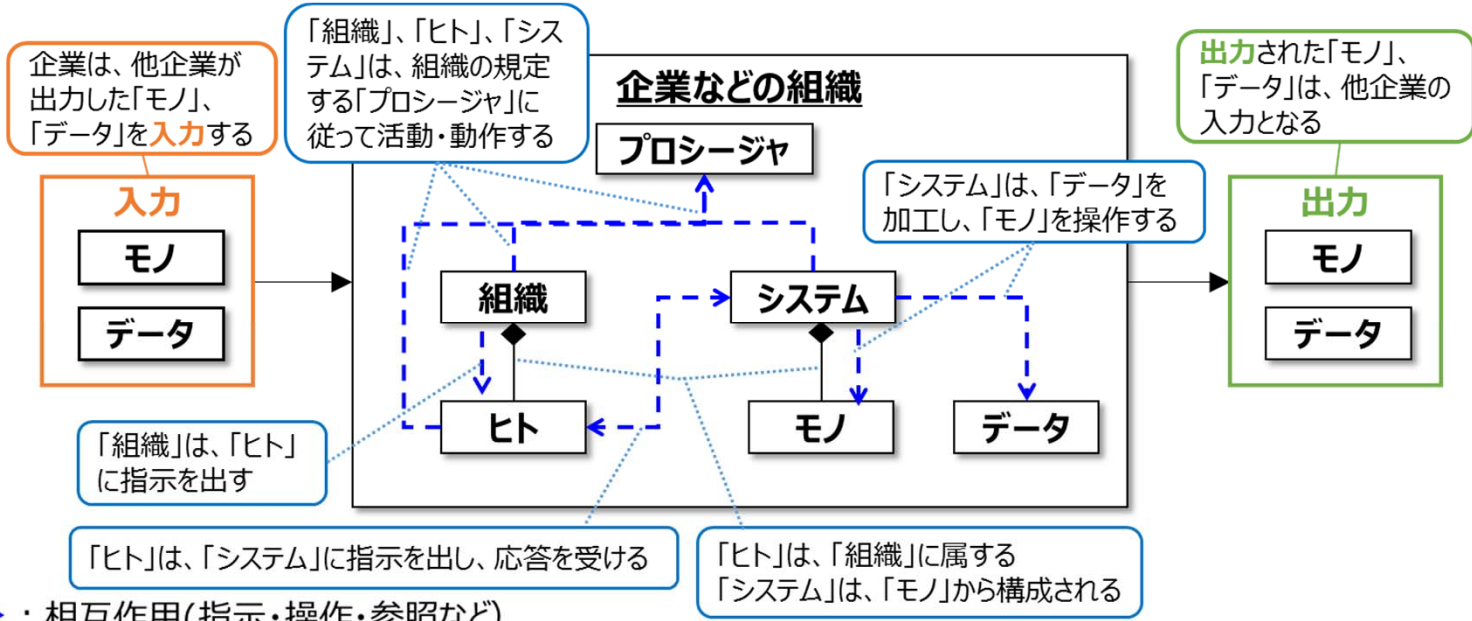 企業は、他企業が
出力した「モノ」、
「データ」を入力する
「組織」、「ヒト」、「シス
テム」は、組織の規定
する「プロシージャ」に
従って活動・動作する
企業などの組織
出力された「モノ」、
「データ」は、他企業の
入力となる
プロシージャ
「システム」は、「データ」を
加工し、「モノ」を操作する
入力
モノ
データ
組織
システム
ヒト
モノ
データ
出力
モノ
データ
「組織」は、「ヒト」
に指示を出す
「ヒト」は、「システム」に指示を出し、応答を受ける
「ヒト」は、「組織」に属する
「システム」は、「モノ」から構成される
：相互作用(指示・操作・参照など)